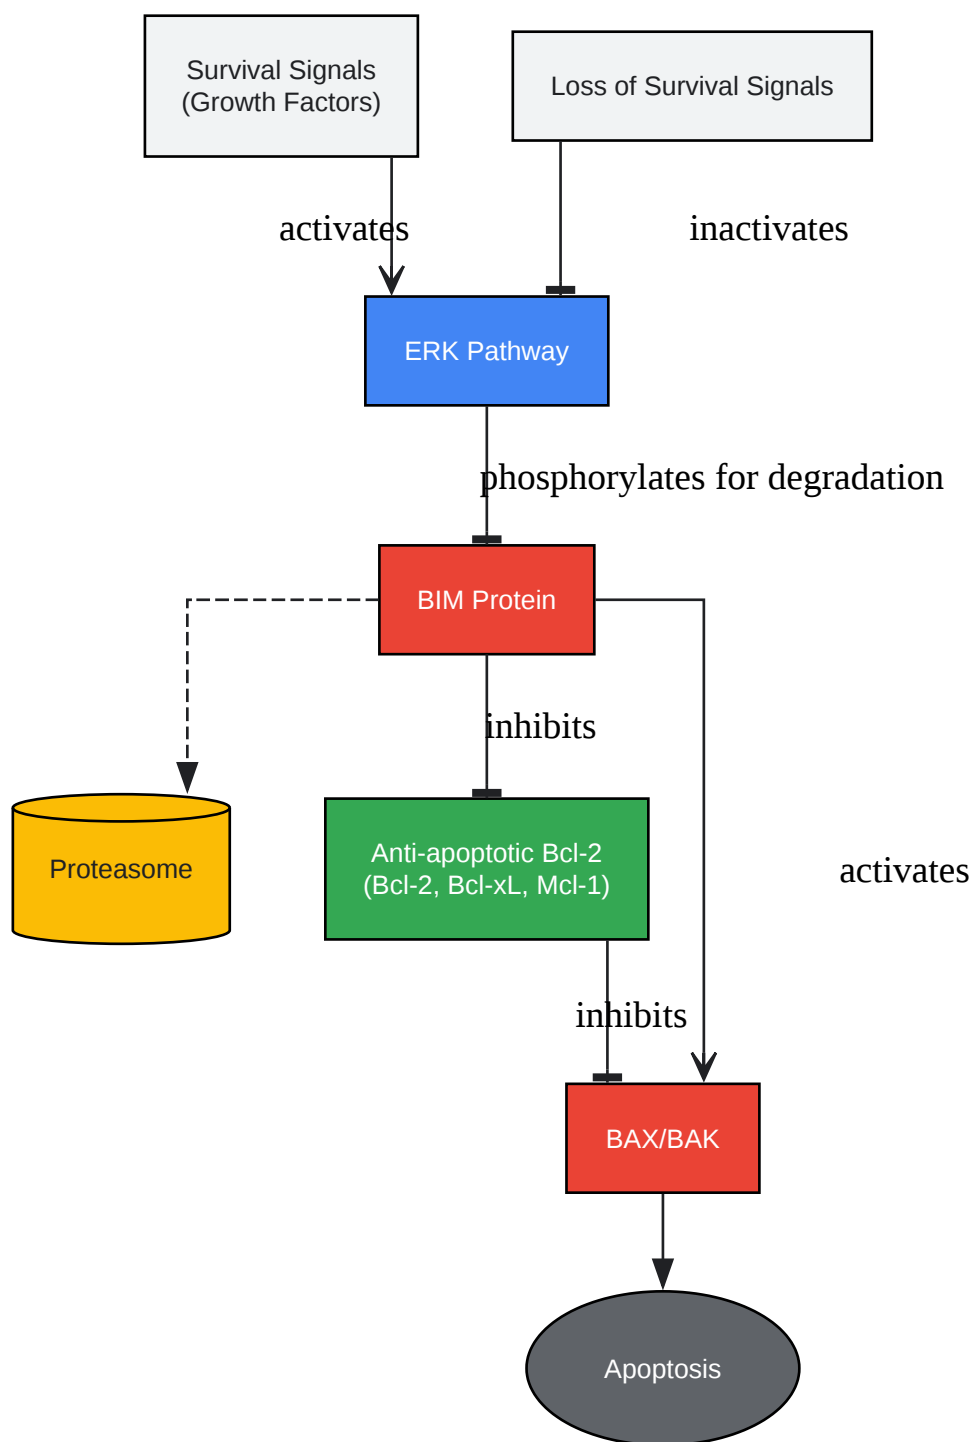 Survival Signals
(Growth Factors)
Loss of Survival Signals
activates
inactivates
ERK Pathway
phosphorylates for degradation
BIM Protein
inhibits
Proteasome
Anti-apoptotic Bcl-2
(Bcl-2, Bcl-xL, Mcl-1)
activates
inhibits
BAX/BAK
Apoptosis